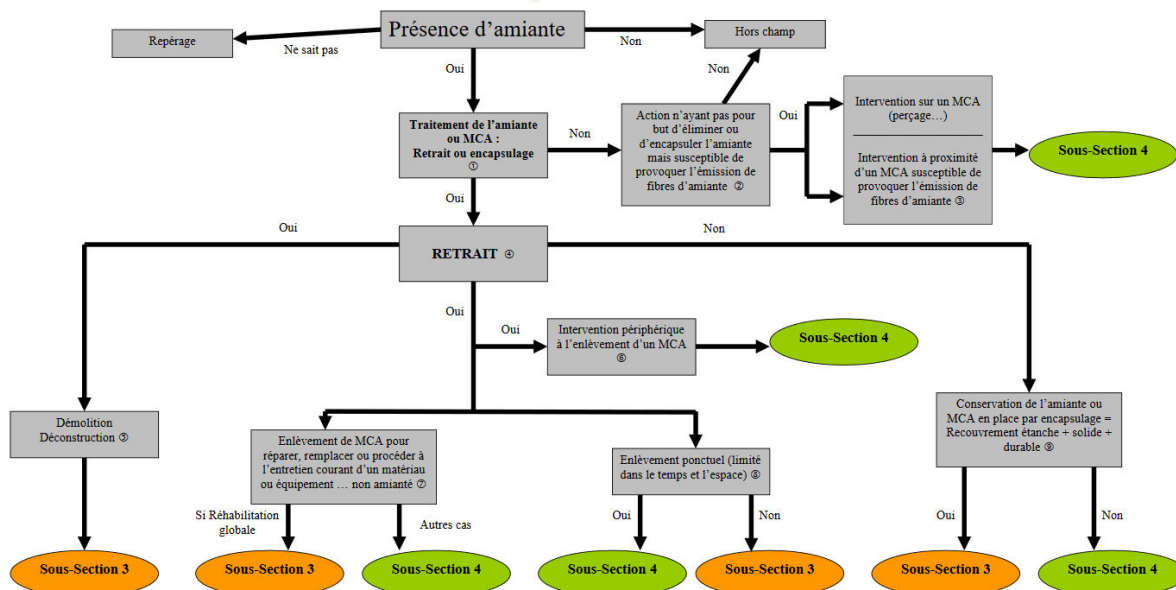 Présence d'amiante
Repérage
Ne sait pas
Non
Hors champ
Oui
Non
Traitement de l'amiante
ou MCA :
Retrait ou encapsulage
①
Non
Action n'ayant pas pour
but d'éliminer ou
d'encapsuler l'amiante
mais susceptible de
provoquer l'émission de
fibres d'amiante ②
Oui
Intervention sur un MCA
(perçage…)
Intervention à proximité
d'un MCA susceptible de
provoquer l'émission de
fibres d'amiante ③
Sous-Section 4
Oui
Oui
RETRAIT ④
Non
Oui
Oui
Intervention périphérique
à l'enlèvement d'un MCA
⑥
Sous-Section 4
Démolition
Déconstruction ⑤
Enlèvement de MCA pour
réparer, remplacer ou procéder à
l'entretien courant d'un matériau
ou équipement … non amianté ⑦
Enlèvement ponctuel (limité
dans le temps et l'espace) ⑧
Conservation de l'amiante ou
MCA en place par encapsulage =
Recouvrement étanche + solide +
durable ⑨
Si Réhabilitation
globale
Autres cas
Oui
Non
Oui
Non
Sous-Section 3
Sous-Section 3
Sous-Section 4
Sous-Section 4
Sous-Section 3
Sous-Section 3
Sous-Section 4